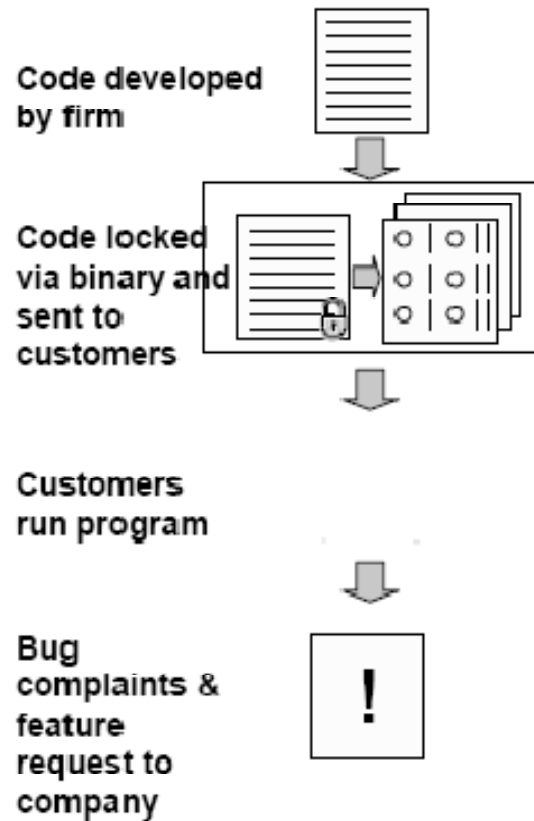 Code developed
by firm
Code locked
via binary and
sent to
customers
Customers
run program
Bug
complaints &
feature
request to
company
!